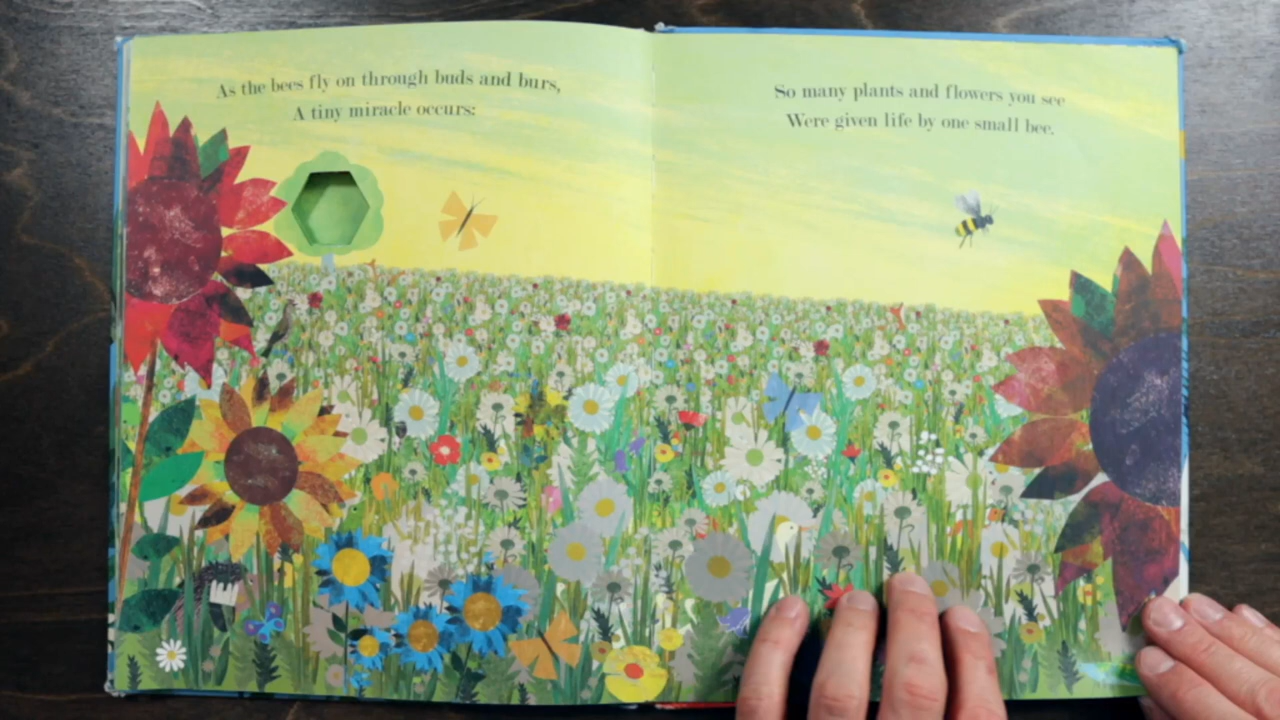 As the bees fly on through buds and burs,
A tiny miracle occurs:
So many plants and flowers you see
Were given life by one small bee.